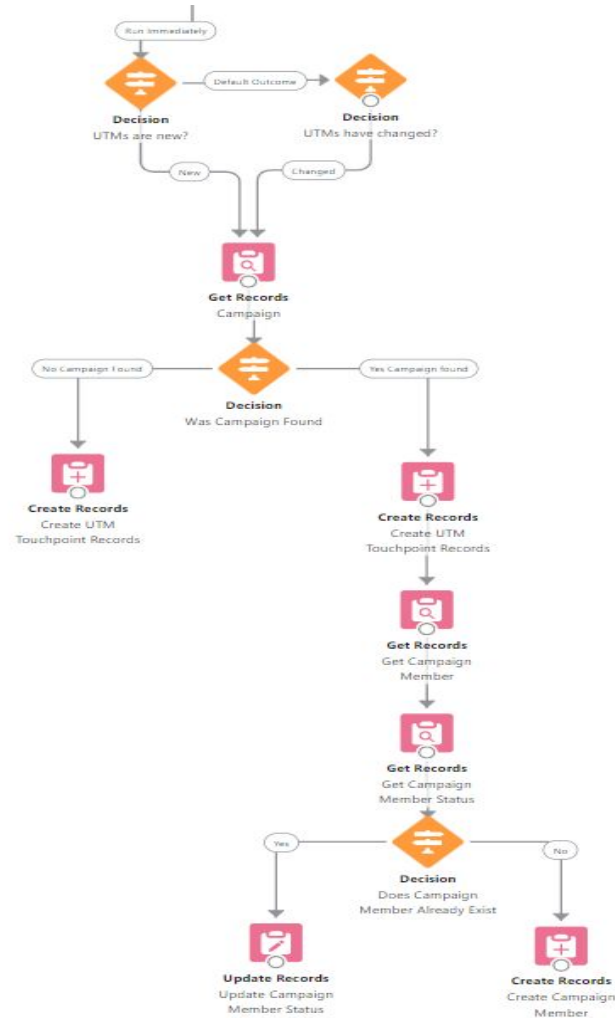 Run Immediately
Default Outcome
Decision
UTMs are new?
Decision
UTMs have changed?
New
Changed
Get Records
Campaign
No Campaign Found
Yes Campaign found
Decision
Was Campaign Found
Create Records
Create UTM
Touchpoint Records
Create Records
Create UTM
Touchpoint Records
Get Records
Get Campaign
Member
Get Records
Get Campaign
Member Status
Yes
No
Decision
Does Campaign
Member Already Exist
Update Records
Update Campaign
Member Status
Create Records
Create Campaign
Member